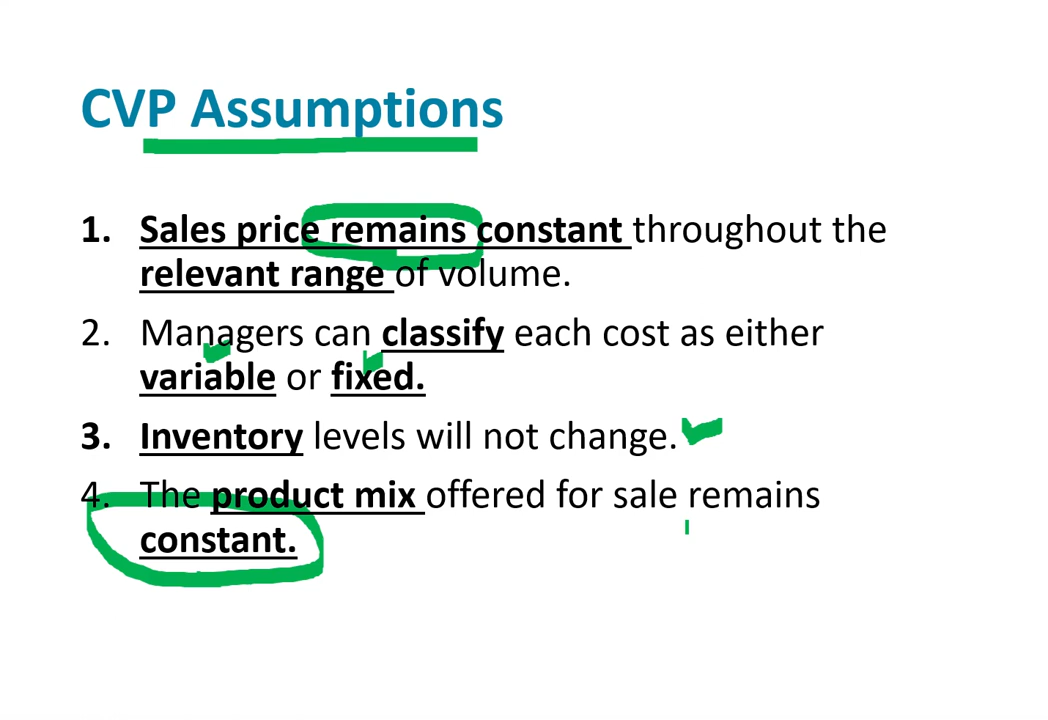 CVP Assumptions
1. Sales price remains constant throughout the
relevant range of volume.
2. Managers can classify each cost as either
variable or fixed.
3. Inventory levels will not change.
4. The product mix offered for sale remains
constant.